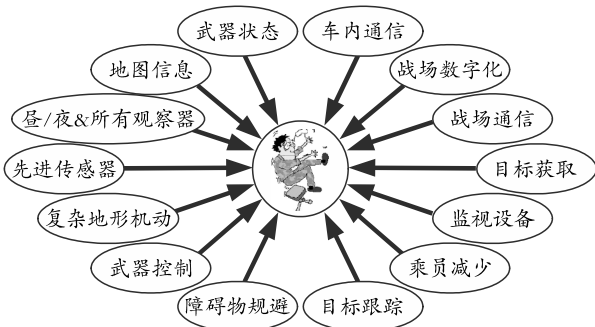 武器状态
车内通信
地图信息
战场数字化
昼/夜&所有观察器
战场通信
先进传感器
目标获取
复杂地形机动
监视设备
武器控制
乘员减少
障碍物规避
目标跟踪